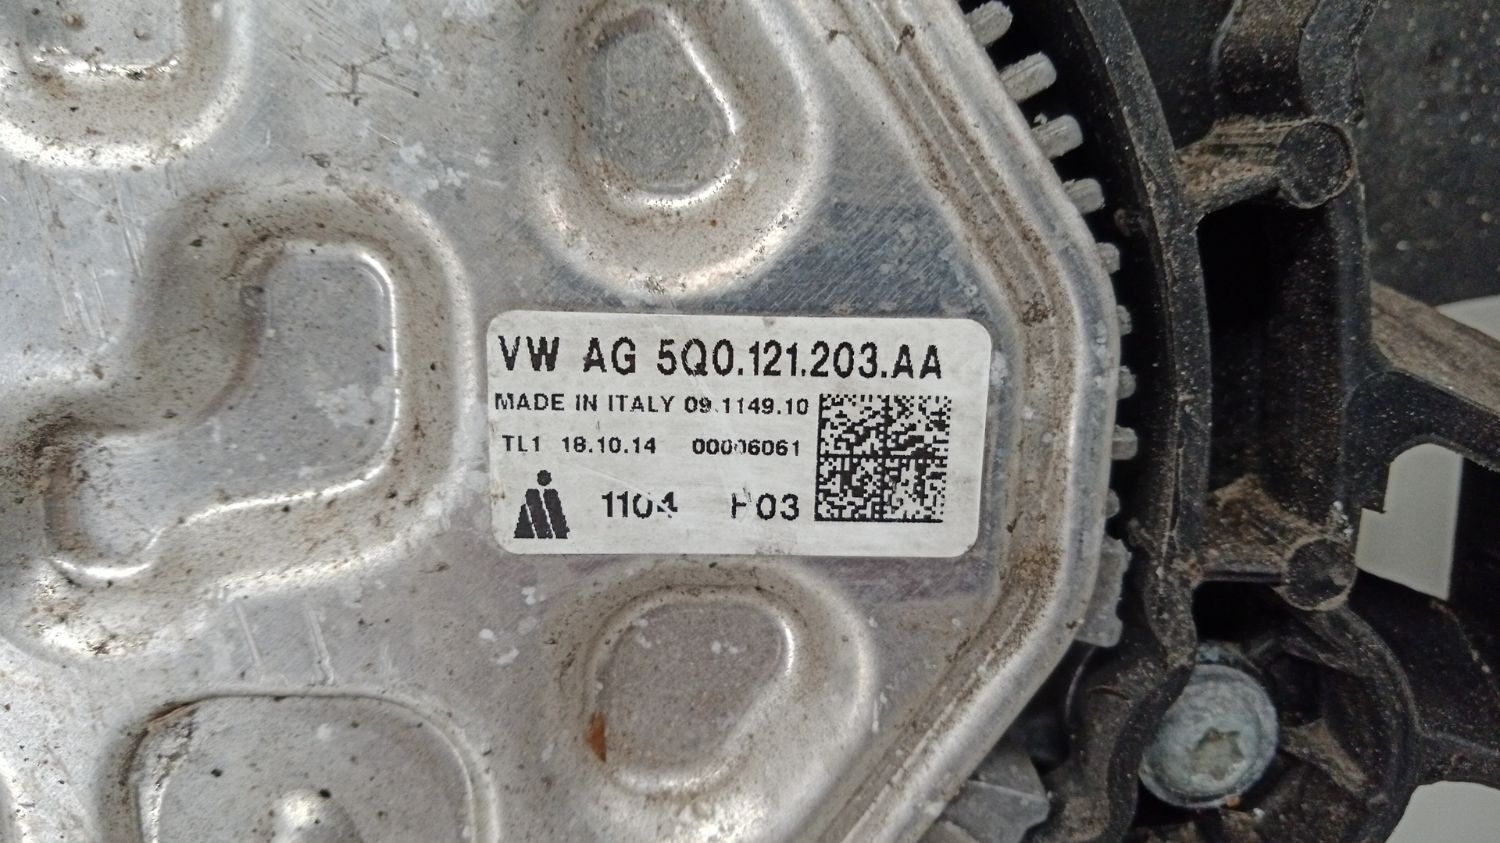 VW AG 5Q0.121.203.AA
MADE IN ITALY 09.1149.10
TL1 18.10.14 00006061
1104 F03